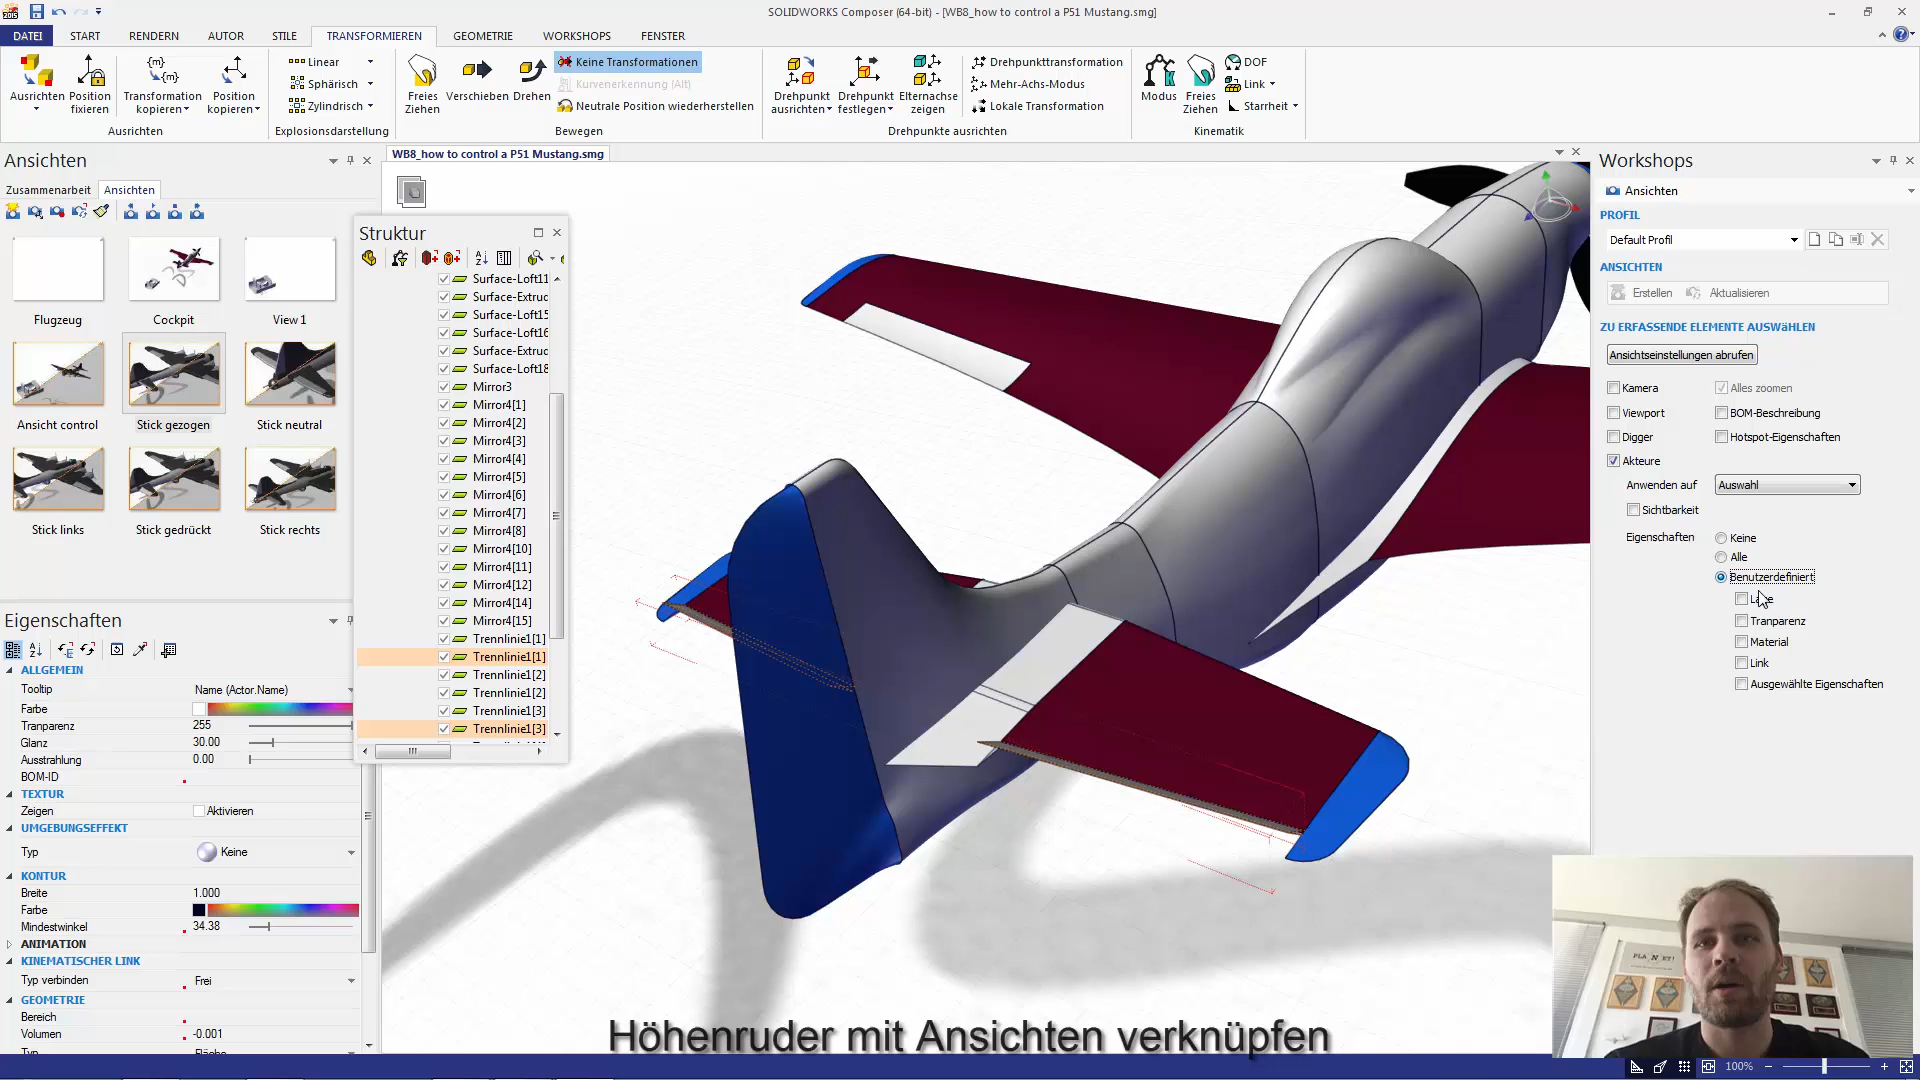 SOLIDWORKS Composer (64-bit) - [WB8_how to control a P51 Mustang.smg]
DATEI START RENDERN AUTOR STILE TRANSFORMIEREN GEOMETRIE WORKSHOPS FENSTER
Ausrichten
Position fixieren
Transformation kopieren
Position kopieren
Ausrichten
Linear
Sphärisch
Zylindrisch
Explosionsdarstellung
Freies Ziehen
Verschieben
Drehen
Keine Transformationen
Kurvenerkennung (Alt)
Neutrale Position wiederherstellen
Bewegen
Drehpunkt ausrichten
Drehpunkt festlegen
Elternachse zeigen
Drehpunkttransformation
Mehr-Achs-Modus
Lokale Transformation
Drehpunkte ausrichten
Modus
Freies Ziehen
DOF
Link
Starrheit
Kinematik
Ansichten
Zusammenarbeit Ansichten
Flugzeug Cockpit View 1
Ansicht control Stick gezogen Stick neutral
Stick links Stick gedrückt Stick rechts
Eigenschaften
ALLGEMEIN
Tooltip Name (Actor.Name)
Farbe
Tranparenz 255
Glanz 30.00
Ausstrahlung 0.00
BOM-ID
TEXTUR
Zeigen Aktivieren
UMGEBUNGSEFFEKT
Typ Keine
KONTUR
Breite 1.000
Farbe
Mindestwinkel 34.38
ANIMATION
KINEMATISCHER LINK
Typ verbinden Frei
GEOMETRIE
Bereich
Volumen -0.001
WB8_how to control a P51 Mustang.smg
Struktur
Surface-Loft11
Surface-Extruc
Surface-Loft15
Surface-Loft16
Surface-Extruc
Surface-Loft18
Mirror3
Mirror4[1]
Mirror4[2]
Mirror4[3]
Mirror4[4]
Mirror4[5]
Mirror4[6]
Mirror4[7]
Mirror4[8]
Mirror4[10]
Mirror4[11]
Mirror4[12]
Mirror4[14]
Mirror4[15]
Trennlinie1[1]
Trennlinie1[1]
Trennlinie1[2]
Trennlinie1[2]
Trennlinie1[3]
Trennlinie1[3]
Workshops
Ansichten
PROFIL
Default Profil
ANSICHTEN
Erstellen Aktualisieren
ZU ERFASSENDE ELEMENTE AUSWäHLEN
Ansichtseinstellungen abrufen
Kamera Alles zoomen
Viewport BOM-Beschreibung
Digger Hotspot-Eigenschaften
Akteure
Anwenden auf Auswahl
Sichtbarkeit
Eigenschaften Keine
Alle
Benutzerdefiniert
Tranparenz
Material
Link
Ausgewählte Eigenschaften
PLA N ET!
Höhenruder mit Ansichten verknüpfen
100%